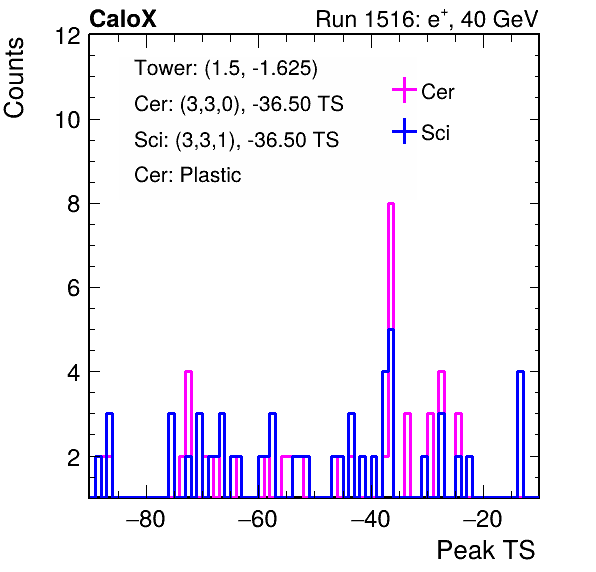 CaloX Run 1516: e⁺, 40 GeV
Tower: (1.5, -1.625)
Cer: (3,3,0), -36.50 TS
Sci: (3,3,1), -36.50 TS
Cer: Plastic
Cer
Sci
Counts
12
10
8
6
4
2
−80 −60 −40 −20
Peak TS